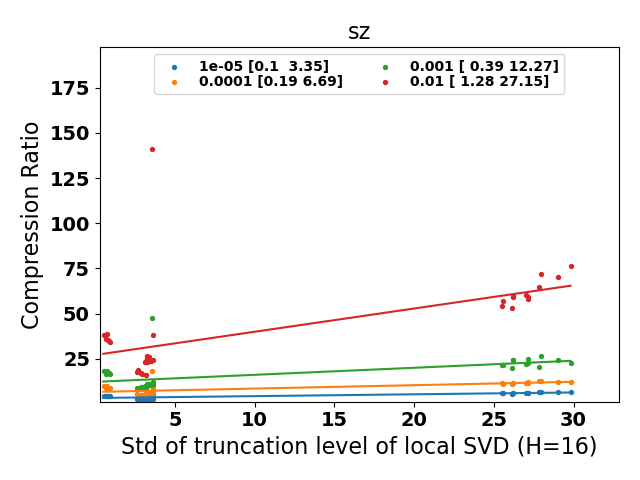 sz
1e-05 [0.1  3.35]
0.0001 [0.19 6.69]
0.001 [ 0.39 12.27]
0.01 [ 1.28 27.15]
Compression Ratio
175
150
125
100
75
50
25
5
10
15
20
25
30
Std of truncation level of local SVD (H=16)